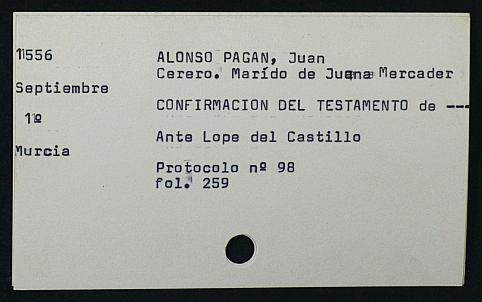 1556
ALONSO PAGAN, Juan
Cerero. Marído de Juana Mercader
Septiembre
CONFIRMACION DEL TESTAMENTO de ---
1º
Ante Lope del Castillo
Murcia
Protocolo nº 98
fol. 259